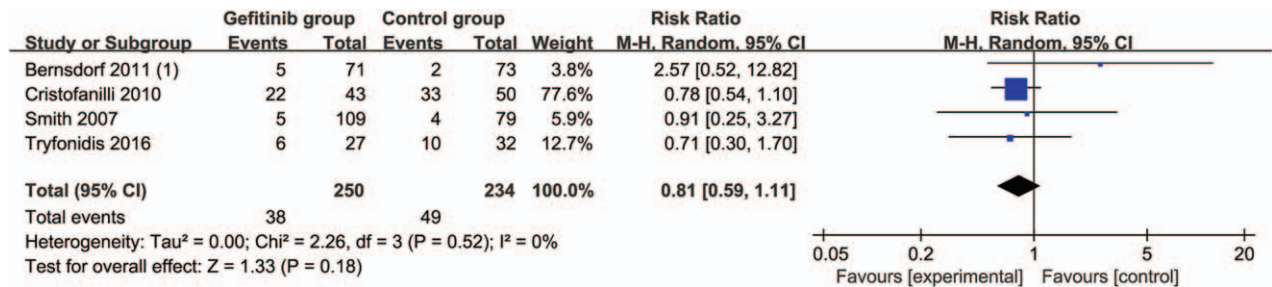 Gefitinib group Control group Risk Ratio Risk Ratio
Study or Subgroup Events Total Events Total Weight M-H, Random, 95% CI M-H, Random, 95% CI
Bernsdorf 2011 (1) 5 71 2 73 3.8% 2.57 [0.52, 12.82]
Cristofanilli 2010 22 43 33 50 77.6% 0.78 [0.54, 1.10]
Smith 2007 5 109 4 79 5.9% 0.91 [0.25, 3.27]
Tryfonidis 2016 6 27 10 32 12.7% 0.71 [0.30, 1.70]
Total (95% CI) 250 234 100.0% 0.81 [0.59, 1.11]
Total events 38 49
Heterogeneity: Tau² = 0.00; Chi² = 2.26, df = 3 (P = 0.52); I² = 0%
Test for overall effect: Z = 1.33 (P = 0.18)
0.05 0.2 1 5 20
Favours [experimental] Favours [control]